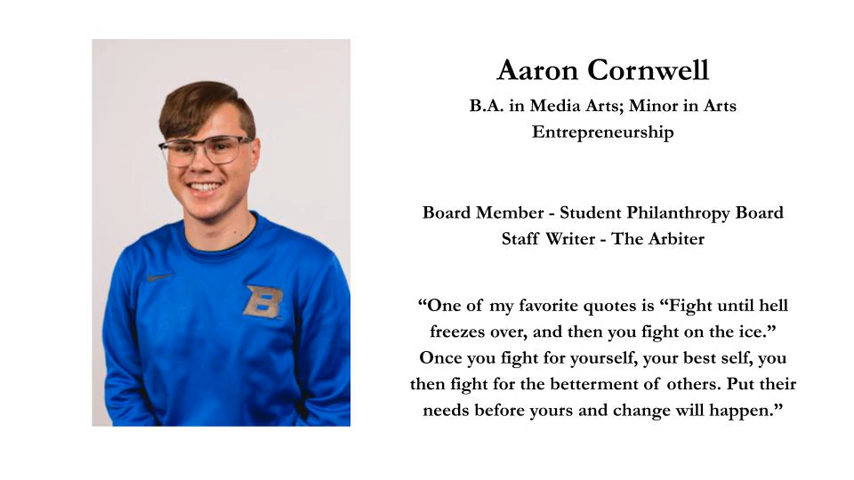 Aaron Cornwell
B.A. in Media Arts; Minor in Arts
Entrepreneurship
Board Member - Student Philanthropy Board
Staff Writer - The Arbiter
“One of my favorite quotes is “Fight until hell
freezes over, and then you fight on the ice.”
Once you fight for yourself, your best self, you
then fight for the betterment of others. Put their
needs before yours and change will happen.”
B